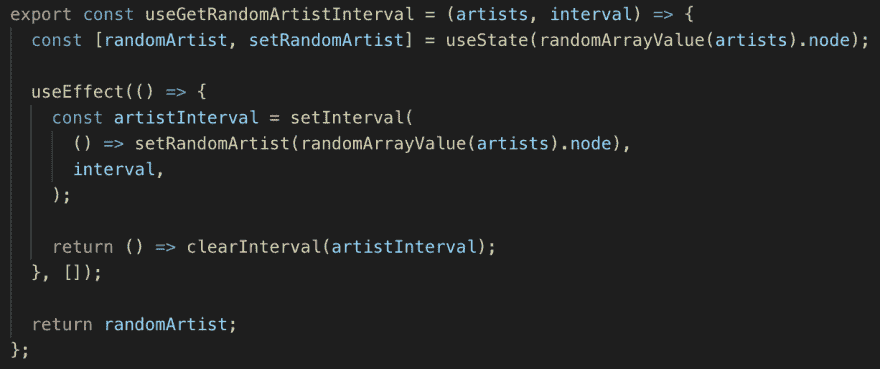 export const useGetRandomArtistInterval = (artists, interval) => {
  const [randomArtist, setRandomArtist] = useState(randomArrayValue(artists).node);

  useEffect(() => {
    const artistInterval = setInterval(
      () => setRandomArtist(randomArrayValue(artists).node),
      interval,
    );

    return () => clearInterval(artistInterval);
  }, []);

  return randomArtist;
};